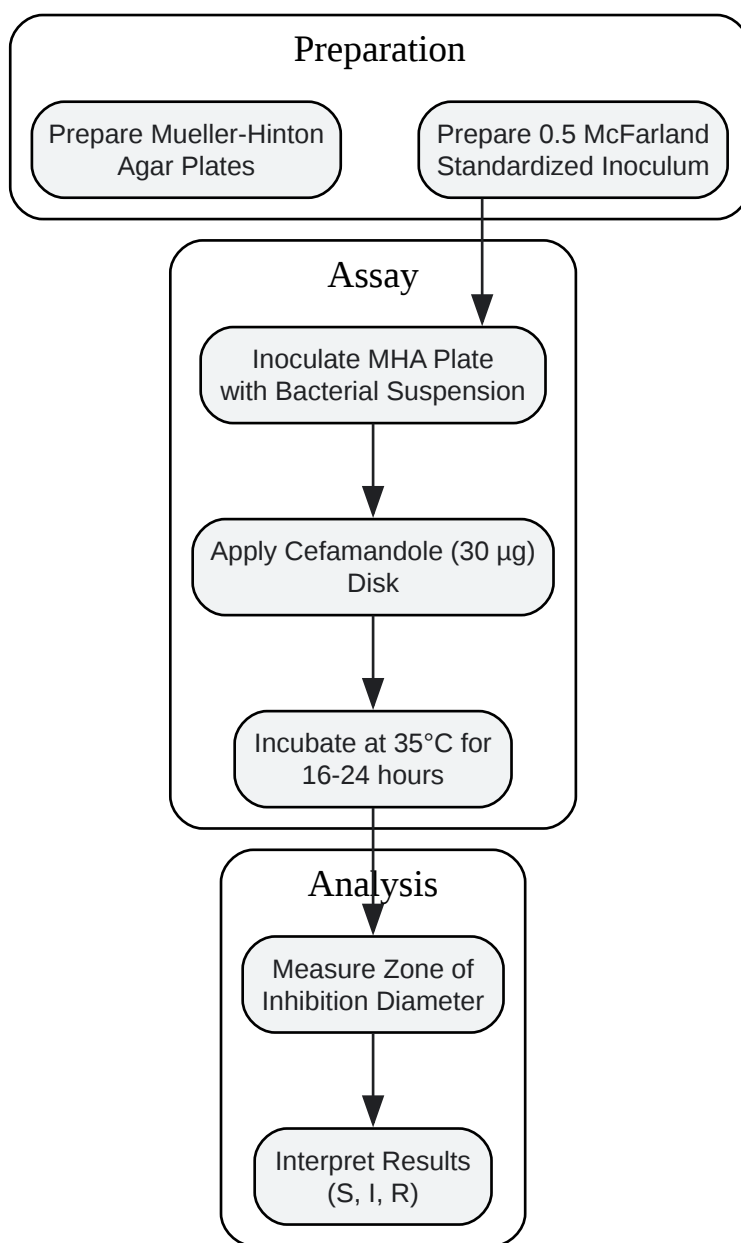 Preparation
Prepare Mueller-Hinton
Agar Plates
Prepare 0.5 McFarland
Standardized Inoculum
Assay
Inoculate MHA Plate
with Bacterial Suspension
Apply Cefamandole (30 µg)
Disk
Incubate at 35°C for
16-24 hours
Analysis
Measure Zone of
Inhibition Diameter
Interpret Results
(S, I, R)